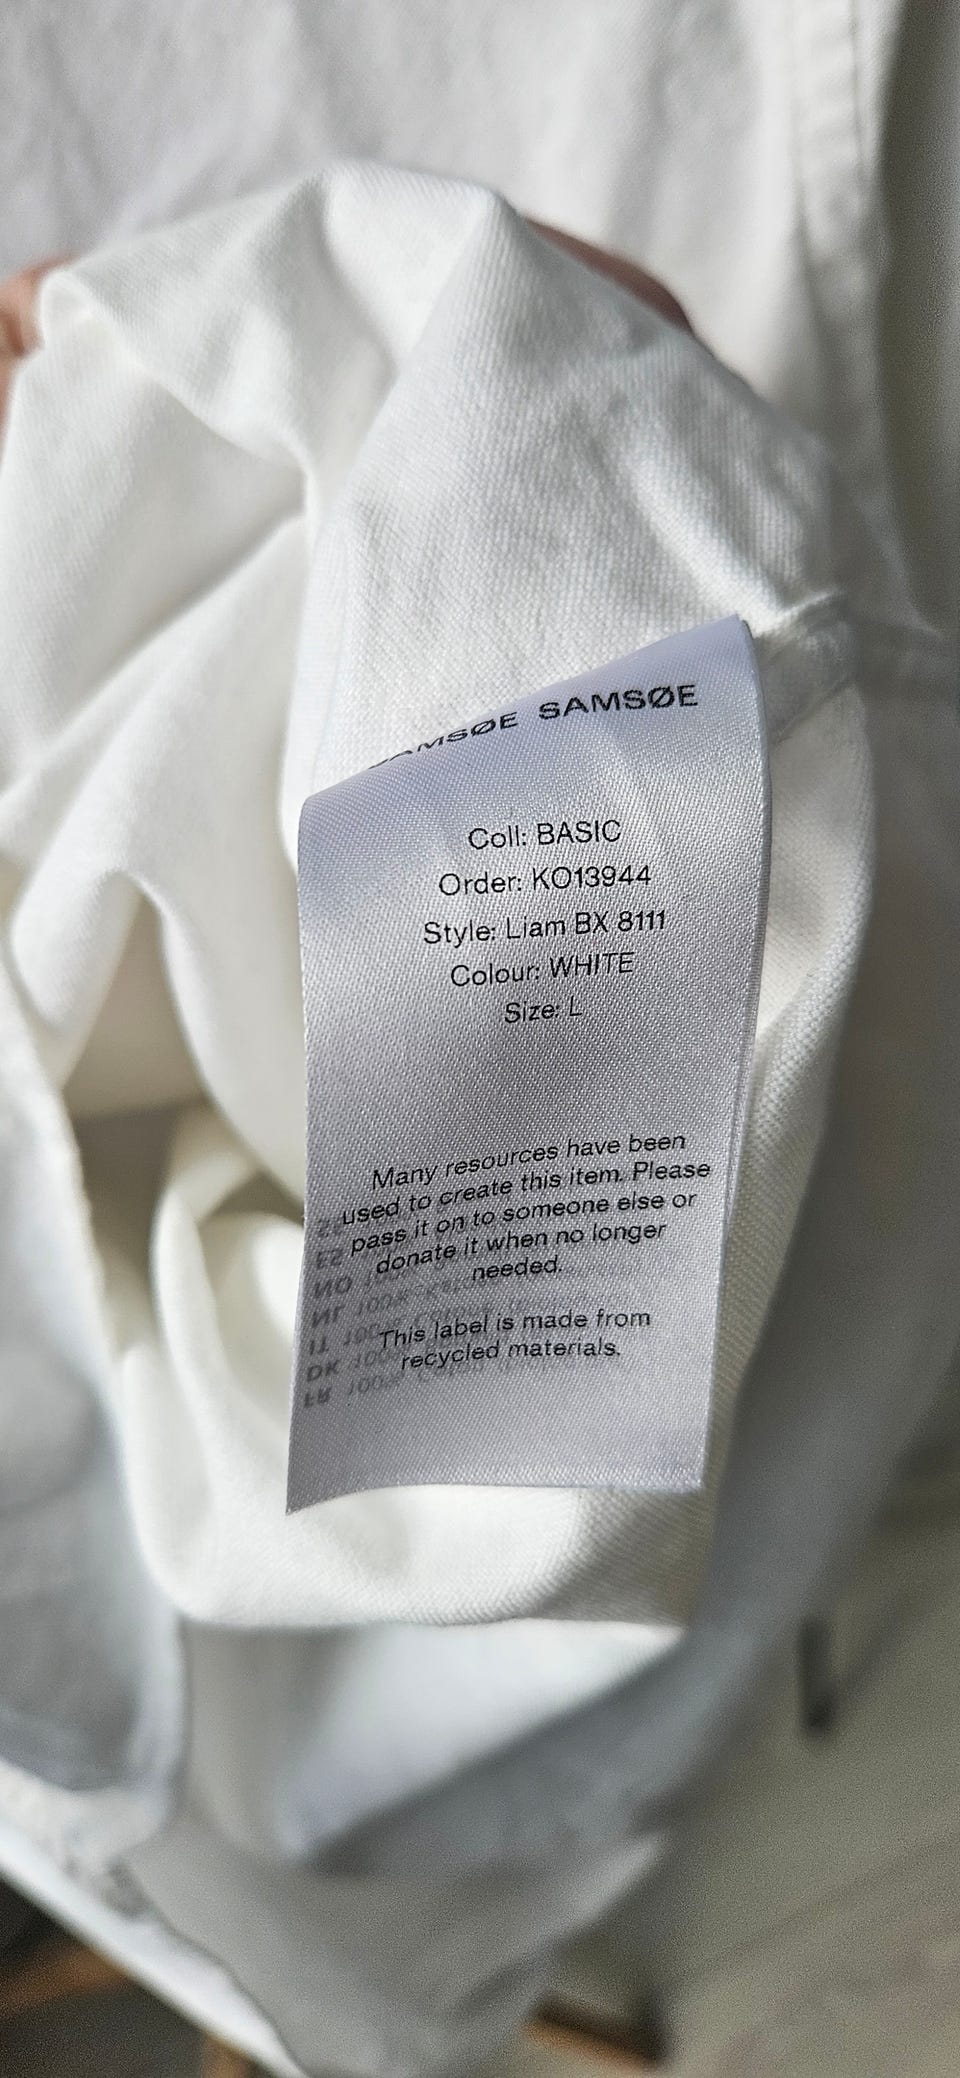 SAMSØE SAMSØE
Coll: BASIC
Order: KO13944
Style: Liam BX 8111
Colour: WHITE
Size: L
Many resources have been
used to create this item. Please
pass it on to someone else or
donate it when no longer
needed.
This label is made from
recycled materials.